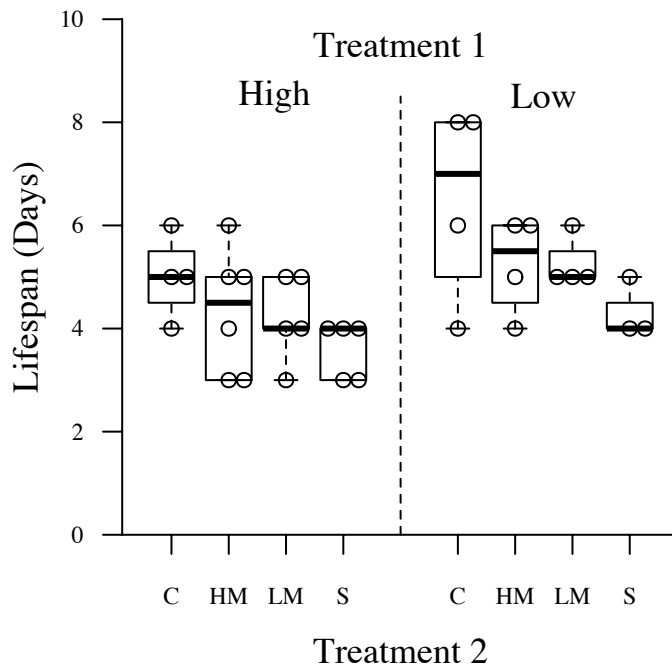 Treatment 1
High Low
Lifespan (Days)
10
8
6
4
2
0
C HM LM S C HM LM S
Treatment 2